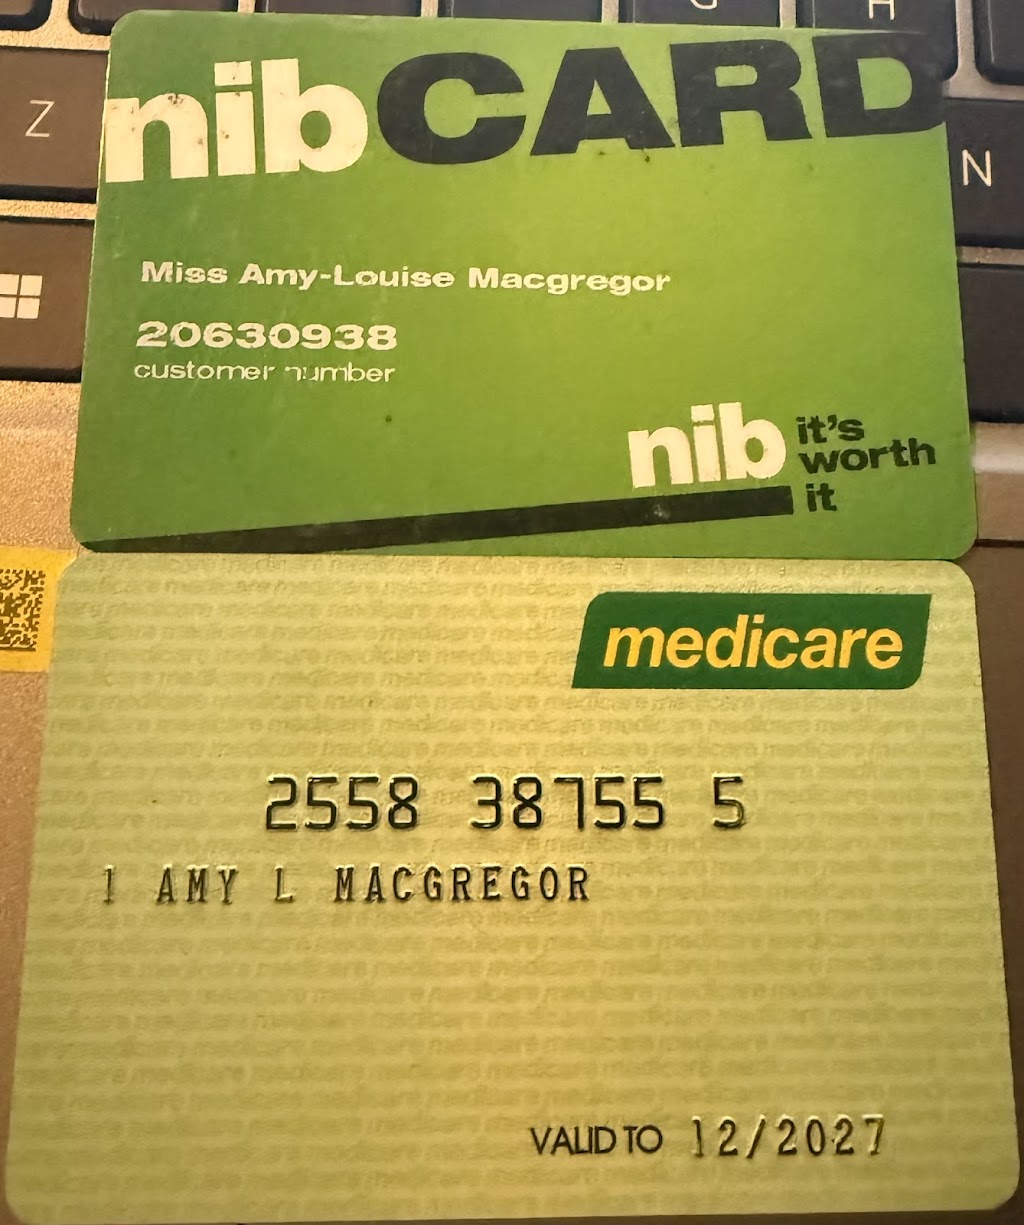 H
Z
N
nibCARD
Miss Amy-Louise Macgregor
20630938
customer number
nib it's
worth
it
medicare
2558 38755 5
1 AMY L MACGREGOR
VALID TO 12/2027